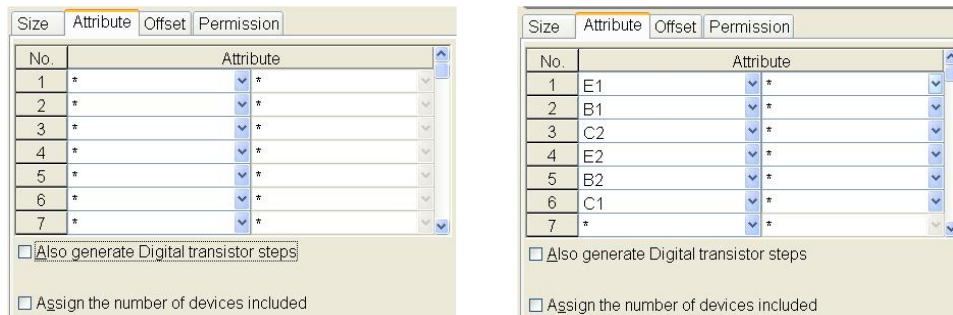 Size Attribute Offset Permission
No. Attribute
1 * *
2 * *
3 * *
4 * *
5 * *
6 * *
7 * *
Also generate Digital transistor steps
Assign the number of devices included
Size Attribute Offset Permission
No. Attribute
1 E1 *
2 B1 *
3 C2 *
4 E2 *
5 B2 *
6 C1 *
7 * *
Also generate Digital transistor steps
Assign the number of devices included